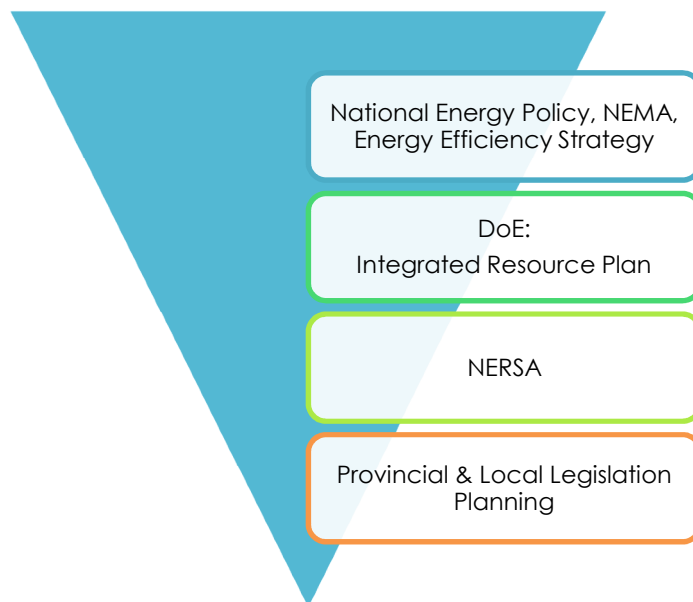 National Energy Policy, NEMA,
Energy Efficiency Strategy
DoE:
Integrated Resource Plan
NERSA
Provincial & Local Legislation
Planning